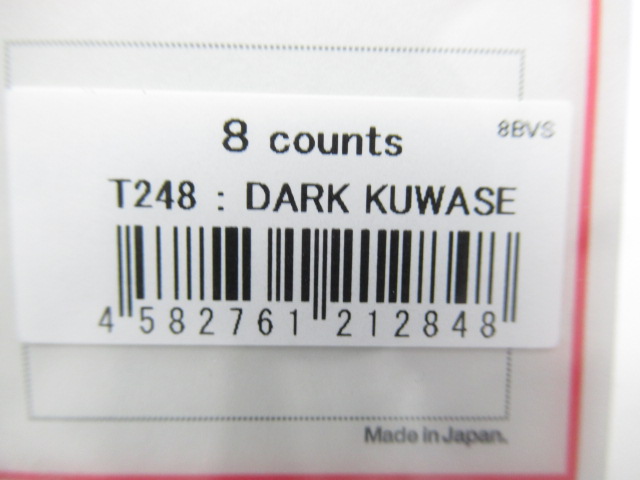 8 counts
8BVS
T248 : DARK KUWASE
4 582761 212848
Made in Japan.